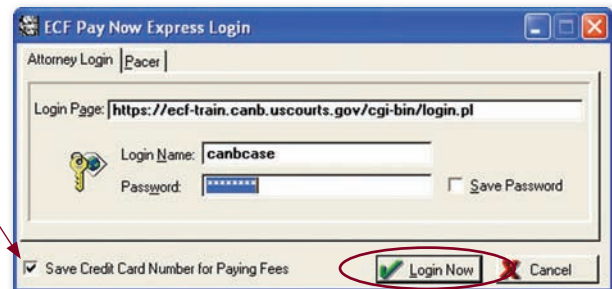 ECF Pay Now Express Login
Attorney Login Pacer
Login Page: https://ecf-train.canb.uscourts.gov/cgi-bin/login.pl
Login Name: canbcase
Password: ******** Save Password
Save Credit Card Number for Paying Fees Login Now Cancel